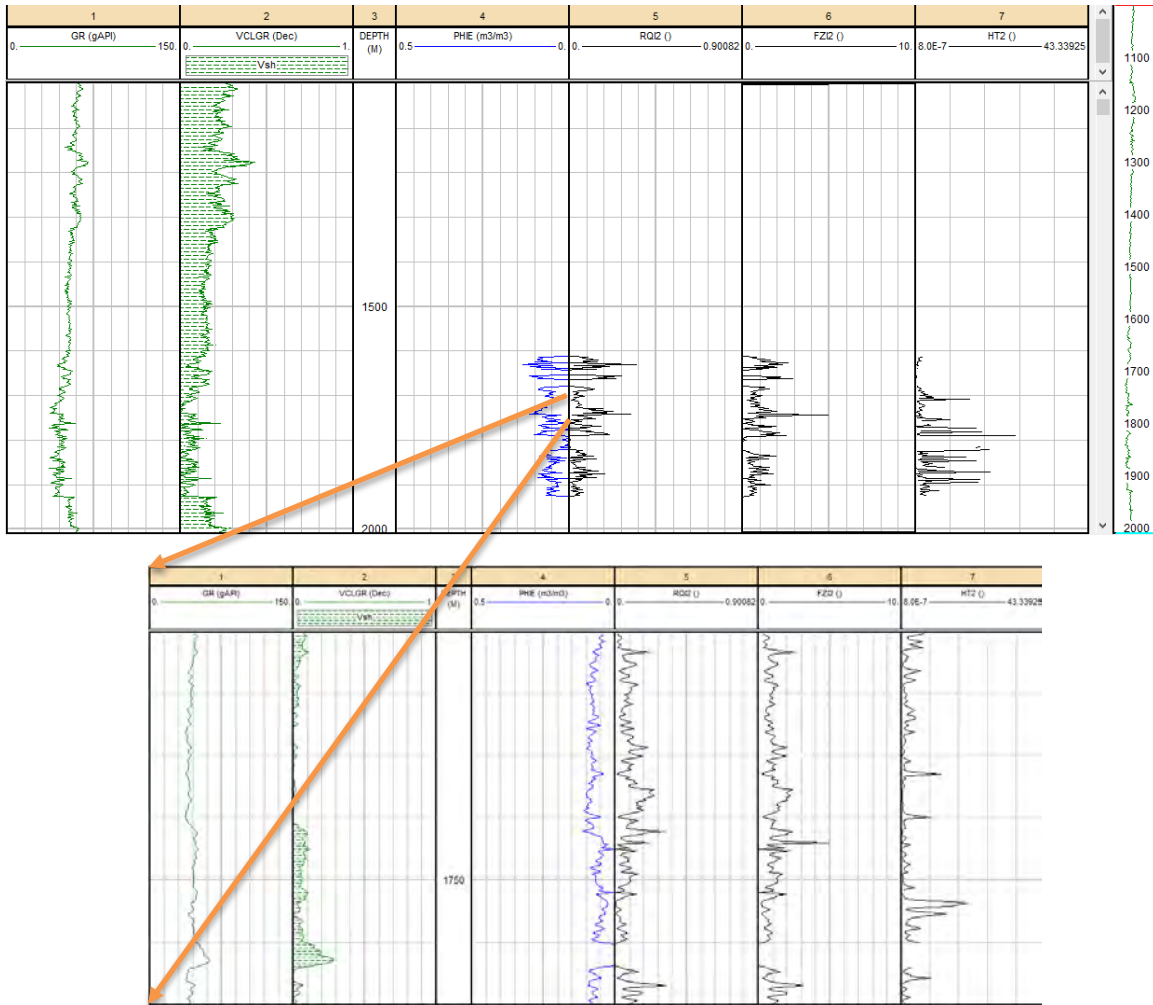 1 2 3 4 5 6 7
GR (gAPI) VCLGR (Dec) DEPTH PHIE (m3/m3) RQI2 () FZI2 () HT2 ()
0. 150. 0. 1. (M) 0.5 0. 0. 0.90082 0. 10. 8.0E-7 43.33925
Vsh
1500
2000
1100
1200
1300
1400
1500
1600
1700
1800
1900
2000
1 2 3 4 5 6 7
GR (gAPI) VCLGR (Dec) DEPTH PHIE (m3/m3) RQI2 () FZI2 () HT2 ()
0. 150. 0. 1. (M) 0.5 0. 0. 0.90082 0. 10. 8.0E-7 43.33925
Vsh
1750